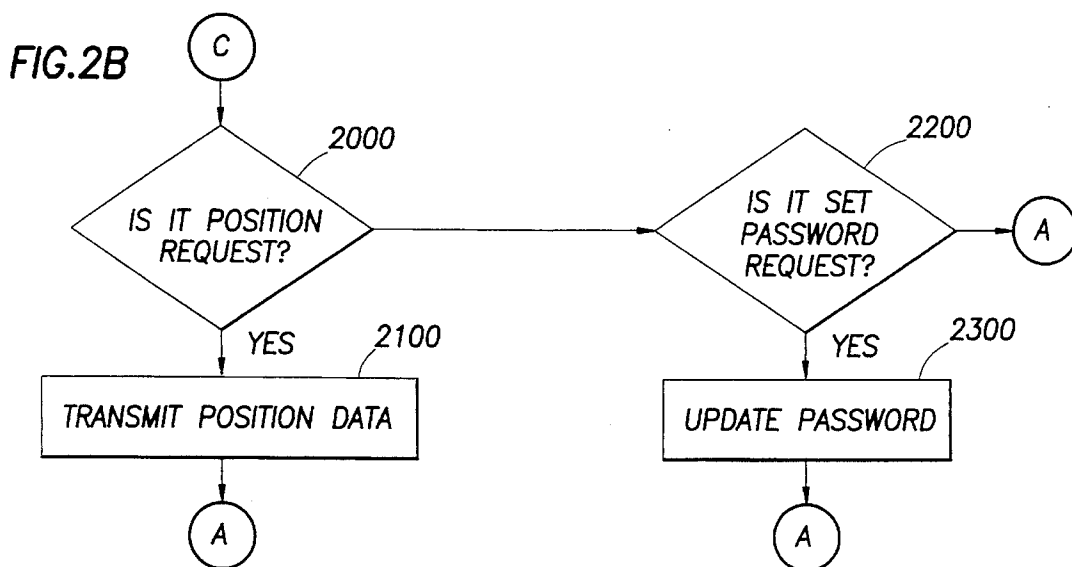 FIG.2B
C
2000
IS IT POSITION
REQUEST?
YES
2100
TRANSMIT POSITION DATA
A
2200
IS IT SET
PASSWORD
REQUEST?
A
YES
2300
UPDATE PASSWORD
A